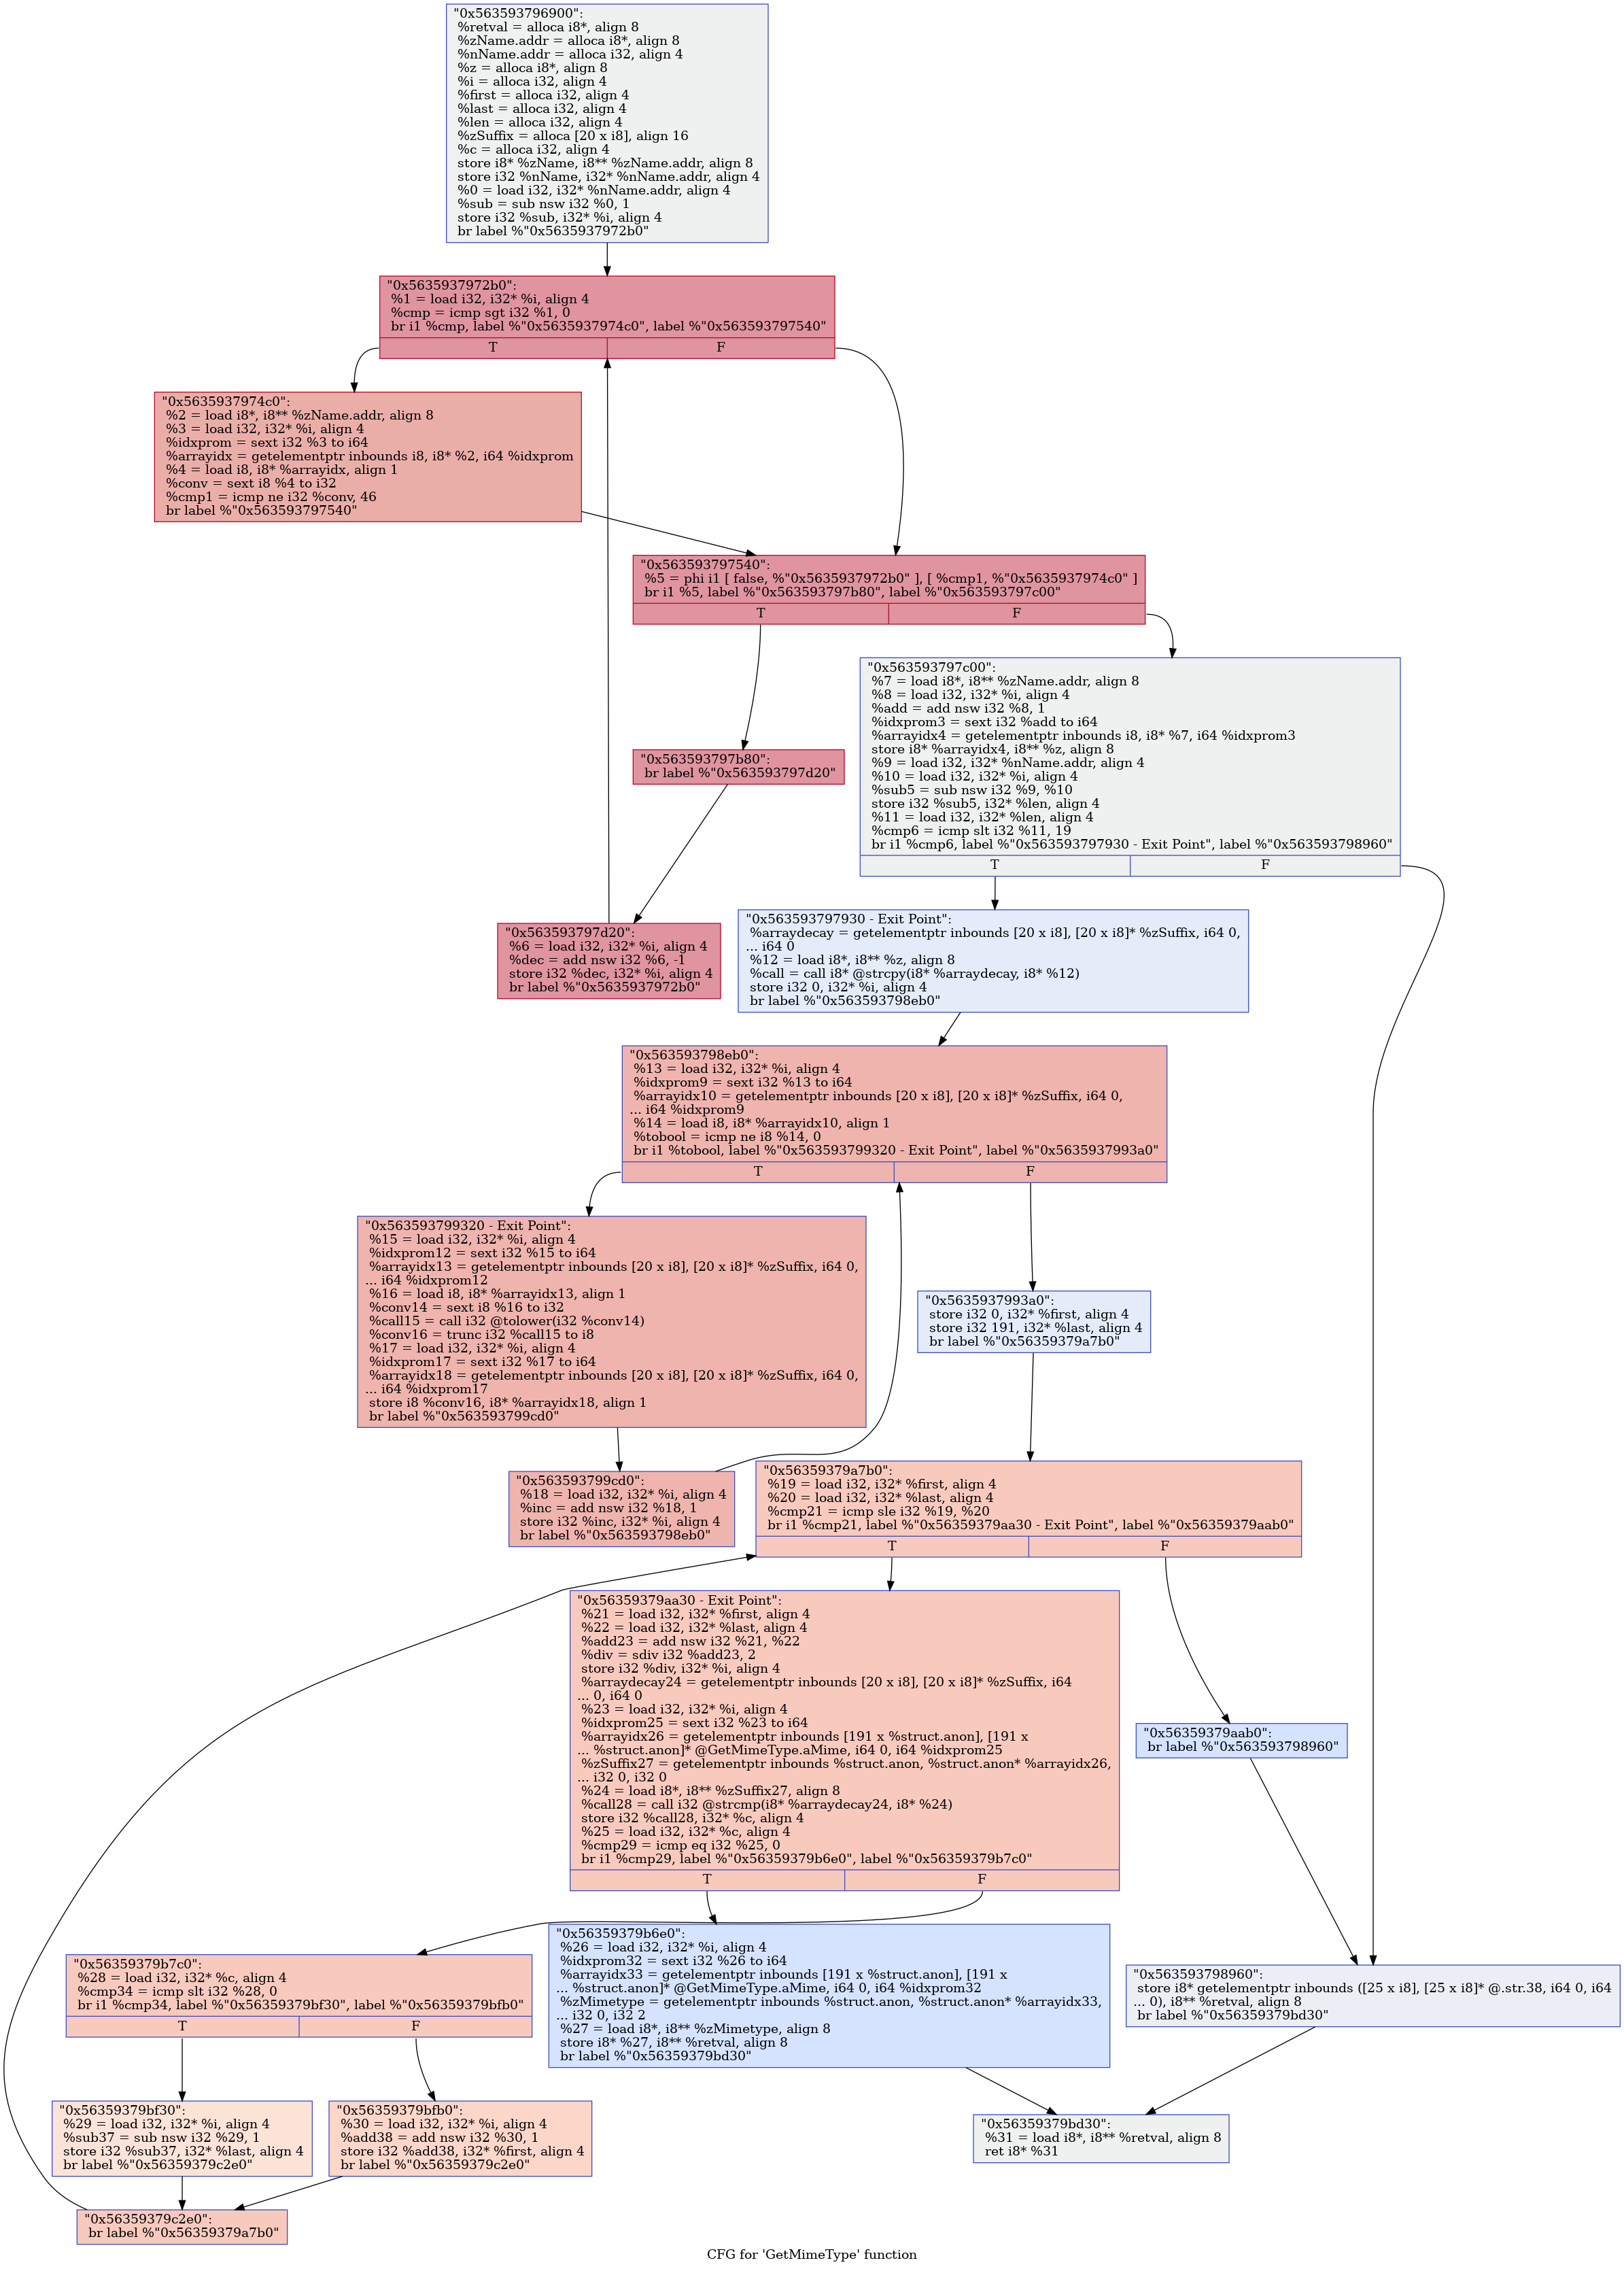 "0x563593796900":
%retval = alloca i8*, align 8
%zName.addr = alloca i8*, align 8
%nName.addr = alloca i32, align 4
%z = alloca i8*, align 8
%i = alloca i32, align 4
%first = alloca i32, align 4
%last = alloca i32, align 4
%len = alloca i32, align 4
%zSuffix = alloca [20 x i8], align 16
%c = alloca i32, align 4
store i8* %zName, i8** %zName.addr, align 8
store i32 %nName, i32* %nName.addr, align 4
%0 = load i32, i32* %nName.addr, align 4
%sub = sub nsw i32 %0, 1
store i32 %sub, i32* %i, align 4
br label %"0x5635937972b0"
"0x5635937972b0":
%1 = load i32, i32* %i, align 4
%cmp = icmp sgt i32 %1, 0
br i1 %cmp, label %"0x5635937974c0", label %"0x563593797540"
T
F
"0x5635937974c0":
%2 = load i8*, i8** %zName.addr, align 8
%3 = load i32, i32* %i, align 4
%idxprom = sext i32 %3 to i64
%arrayidx = getelementptr inbounds i8, i8* %2, i64 %idxprom
%4 = load i8, i8* %arrayidx, align 1
%conv = sext i8 %4 to i32
%cmp1 = icmp ne i32 %conv, 46
br label %"0x563593797540"
"0x563593797540":
%5 = phi i1 [ false, %"0x5635937972b0" ], [ %cmp1, %"0x5635937974c0" ]
br i1 %5, label %"0x563593797b80", label %"0x563593797c00"
T
F
"0x563593797c00":
%7 = load i8*, i8** %zName.addr, align 8
%8 = load i32, i32* %i, align 4
%add = add nsw i32 %8, 1
%idxprom3 = sext i32 %add to i64
%arrayidx4 = getelementptr inbounds i8, i8* %7, i64 %idxprom3
store i8* %arrayidx4, i8** %z, align 8
%9 = load i32, i32* %nName.addr, align 4
%10 = load i32, i32* %i, align 4
%sub5 = sub nsw i32 %9, %10
store i32 %sub5, i32* %len, align 4
%11 = load i32, i32* %len, align 4
%cmp6 = icmp slt i32 %11, 19
br i1 %cmp6, label %"0x563593797930 - Exit Point", label %"0x563593798960"
T
F
"0x563593797b80":
br label %"0x563593797d20"
"0x563593797d20":
%6 = load i32, i32* %i, align 4
%dec = add nsw i32 %6, -1
store i32 %dec, i32* %i, align 4
br label %"0x5635937972b0"
"0x563593797930 - Exit Point":
%arraydecay = getelementptr inbounds [20 x i8], [20 x i8]* %zSuffix, i64 0,
... i64 0
%12 = load i8*, i8** %z, align 8
%call = call i8* @strcpy(i8* %arraydecay, i8* %12)
store i32 0, i32* %i, align 4
br label %"0x563593798eb0"
"0x563593798eb0":
%13 = load i32, i32* %i, align 4
%idxprom9 = sext i32 %13 to i64
%arrayidx10 = getelementptr inbounds [20 x i8], [20 x i8]* %zSuffix, i64 0,
... i64 %idxprom9
%14 = load i8, i8* %arrayidx10, align 1
%tobool = icmp ne i8 %14, 0
br i1 %tobool, label %"0x563593799320 - Exit Point", label %"0x5635937993a0"
T
F
"0x563593799320 - Exit Point":
%15 = load i32, i32* %i, align 4
%idxprom12 = sext i32 %15 to i64
%arrayidx13 = getelementptr inbounds [20 x i8], [20 x i8]* %zSuffix, i64 0,
... i64 %idxprom12
%16 = load i8, i8* %arrayidx13, align 1
%conv14 = sext i8 %16 to i32
%call15 = call i32 @tolower(i32 %conv14)
%conv16 = trunc i32 %call15 to i8
%17 = load i32, i32* %i, align 4
%idxprom17 = sext i32 %17 to i64
%arrayidx18 = getelementptr inbounds [20 x i8], [20 x i8]* %zSuffix, i64 0,
... i64 %idxprom17
store i8 %conv16, i8* %arrayidx18, align 1
br label %"0x563593799cd0"
"0x5635937993a0":
store i32 0, i32* %first, align 4
store i32 191, i32* %last, align 4
br label %"0x56359379a7b0"
"0x563593799cd0":
%18 = load i32, i32* %i, align 4
%inc = add nsw i32 %18, 1
store i32 %inc, i32* %i, align 4
br label %"0x563593798eb0"
"0x56359379a7b0":
%19 = load i32, i32* %first, align 4
%20 = load i32, i32* %last, align 4
%cmp21 = icmp sle i32 %19, %20
br i1 %cmp21, label %"0x56359379aa30 - Exit Point", label %"0x56359379aab0"
T
F
"0x56359379aa30 - Exit Point":
%21 = load i32, i32* %first, align 4
%22 = load i32, i32* %last, align 4
%add23 = add nsw i32 %21, %22
%div = sdiv i32 %add23, 2
store i32 %div, i32* %i, align 4
%arraydecay24 = getelementptr inbounds [20 x i8], [20 x i8]* %zSuffix, i64
... 0, i64 0
%23 = load i32, i32* %i, align 4
%idxprom25 = sext i32 %23 to i64
%arrayidx26 = getelementptr inbounds [191 x %struct.anon], [191 x
... %struct.anon]* @GetMimeType.aMime, i64 0, i64 %idxprom25
%zSuffix27 = getelementptr inbounds %struct.anon, %struct.anon* %arrayidx26,
... i32 0, i32 0
%24 = load i8*, i8** %zSuffix27, align 8
%call28 = call i32 @strcmp(i8* %arraydecay24, i8* %24)
store i32 %call28, i32* %c, align 4
%25 = load i32, i32* %c, align 4
%cmp29 = icmp eq i32 %25, 0
br i1 %cmp29, label %"0x56359379b6e0", label %"0x56359379b7c0"
T
F
"0x56359379aab0":
br label %"0x563593798960"
"0x56359379b6e0":
%26 = load i32, i32* %i, align 4
%idxprom32 = sext i32 %26 to i64
%arrayidx33 = getelementptr inbounds [191 x %struct.anon], [191 x
... %struct.anon]* @GetMimeType.aMime, i64 0, i64 %idxprom32
%zMimetype = getelementptr inbounds %struct.anon, %struct.anon* %arrayidx33,
... i32 0, i32 2
%27 = load i8*, i8** %zMimetype, align 8
store i8* %27, i8** %retval, align 8
br label %"0x56359379bd30"
"0x56359379b7c0":
%28 = load i32, i32* %c, align 4
%cmp34 = icmp slt i32 %28, 0
br i1 %cmp34, label %"0x56359379bf30", label %"0x56359379bfb0"
T
F
"0x563593798960":
store i8* getelementptr inbounds ([25 x i8], [25 x i8]* @.str.38, i64 0, i64
... 0), i8** %retval, align 8
br label %"0x56359379bd30"
"0x56359379bf30":
%29 = load i32, i32* %i, align 4
%sub37 = sub nsw i32 %29, 1
store i32 %sub37, i32* %last, align 4
br label %"0x56359379c2e0"
"0x56359379bfb0":
%30 = load i32, i32* %i, align 4
%add38 = add nsw i32 %30, 1
store i32 %add38, i32* %first, align 4
br label %"0x56359379c2e0"
"0x56359379bd30":
%31 = load i8*, i8** %retval, align 8
ret i8* %31
"0x56359379c2e0":
br label %"0x56359379a7b0"
CFG for 'GetMimeType' function